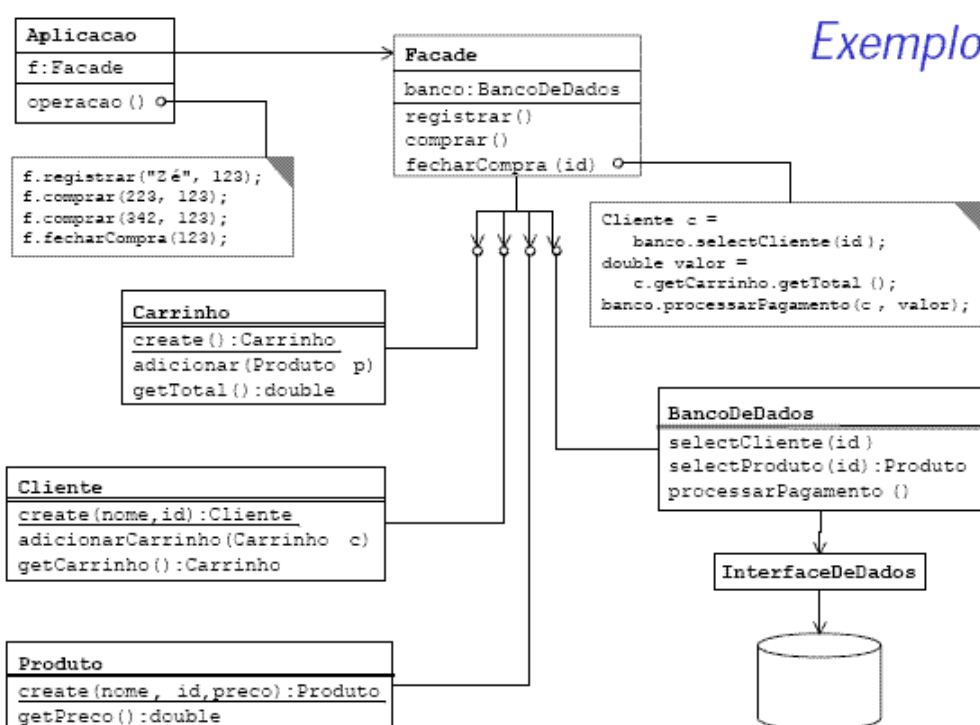 Exemplo
Aplicacao
f:Facade
operacao()
f.registrar("Zé", 123);
f.comprar(223, 123);
f.comprar(342, 123);
f.fecharCompra(123);
Facade
banco:BancoDeDados
registrar()
comprar()
fecharCompra(id)
Cliente c =
banco.selectCliente(id);
double valor =
c.getCarrinho.getTotal();
banco.processarPagamento(c, valor);
Carrinho
create():Carrinho
adicionar(Produto p)
getTotal():double
Cliente
create(nome,id):Cliente
adicionarCarrinho(Carrinho c)
getCarrinho():Carrinho
Produto
create(nome, id,preco):Produto
getPreco():double
BancoDeDados
selectCliente(id)
selectProduto(id):Produto
processarPagamento()
InterfaceDeDados